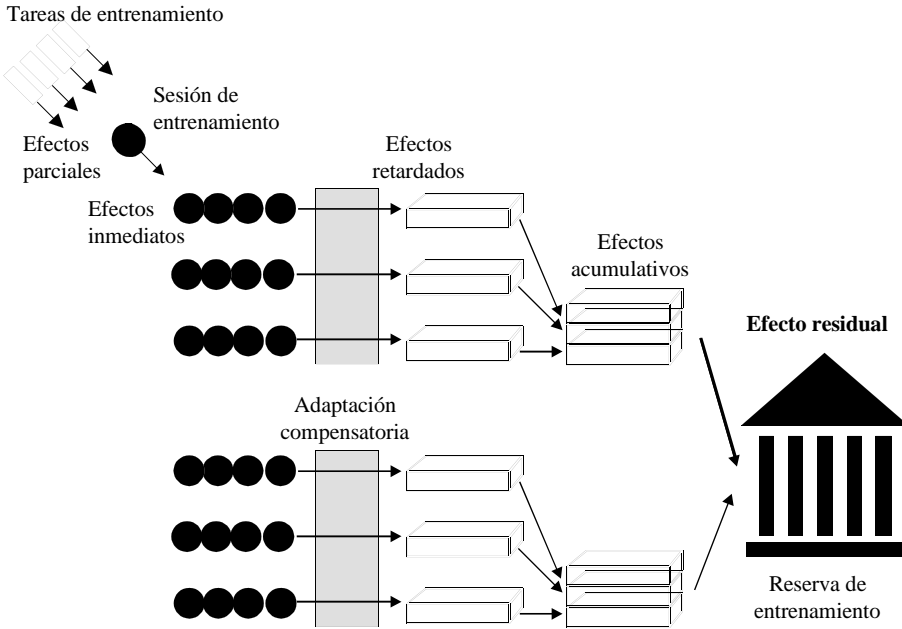 Tareas de entrenamiento
Sesión de
entrenamiento
Efectos
parciales
Efectos
retardados
Efectos
inmediatos
Efectos
acumulativos
Efecto residual
Adaptación
compensatoria
Reserva de
entrenamiento